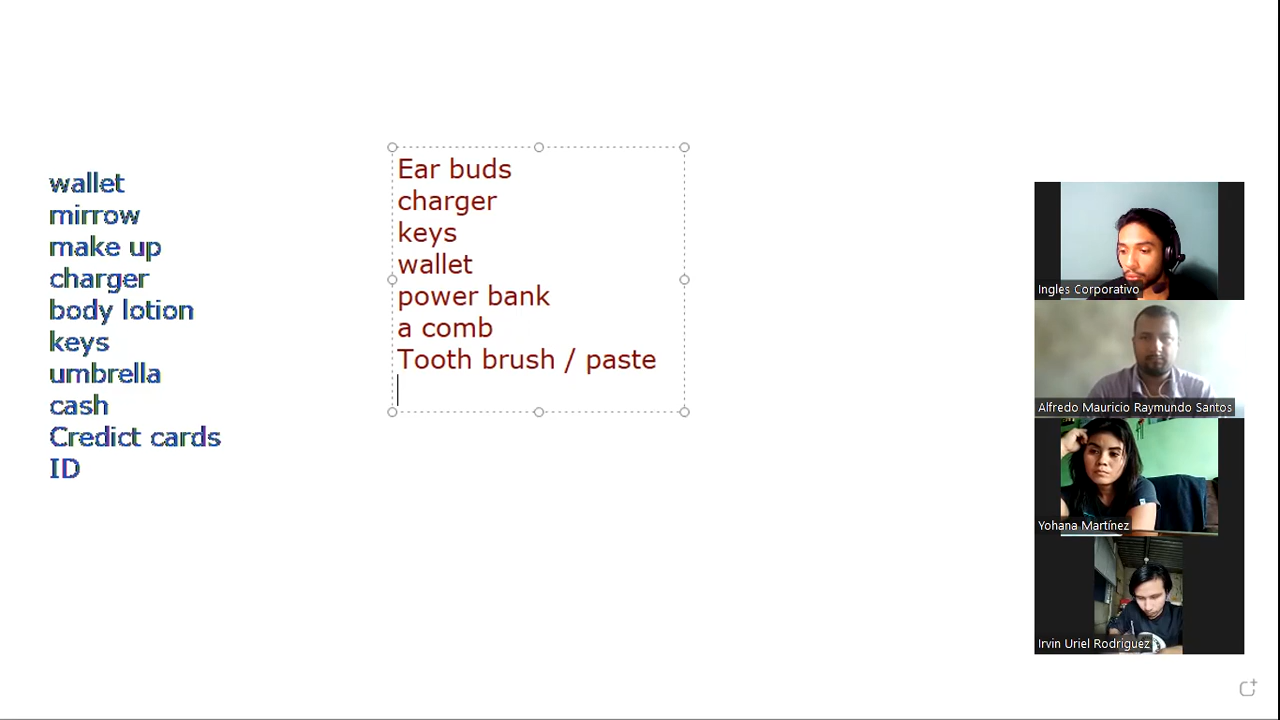 wallet
mirrow
make up
charger
body lotion
keys
umbrella
cash
Credict cards
ID
Ear buds
charger
keys
wallet
power bank
a comb
Tooth brush / paste
Ingles Corporativo
Alfredo Mauricio Raymundo Santos
Yohana Martínez
Irvin Uriel Rodriguez